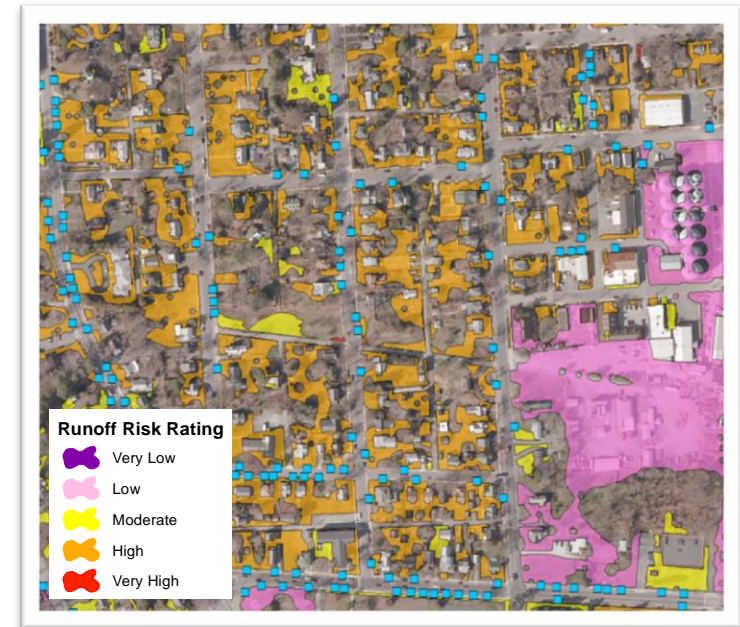 Runoff Risk Rating
Very Low
Low
Moderate
High
Very High